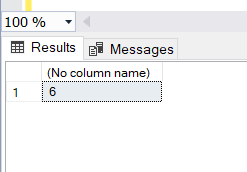 100 %
Results Messages
(No column name)
1 6